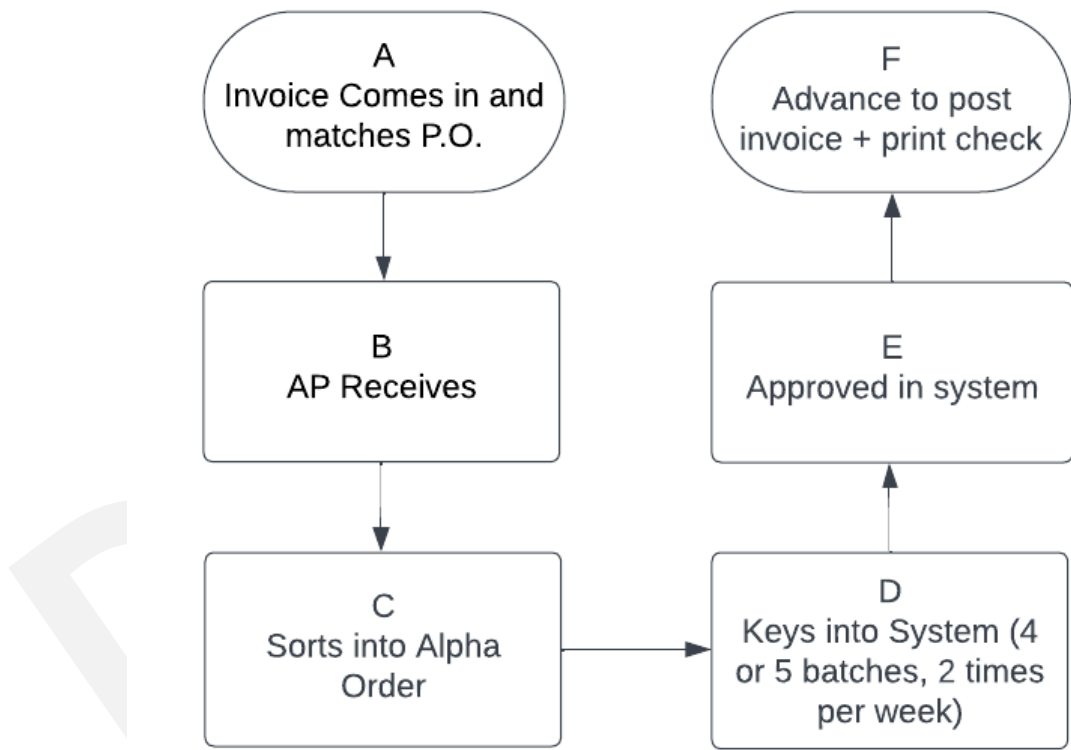 A
Invoice Comes in and
matches P.O.
B
AP Receives
C
Sorts into Alpha
Order
D
Keys into System (4
or 5 batches, 2 times
per week)
E
Approved in system
F
Advance to post
invoice + print check